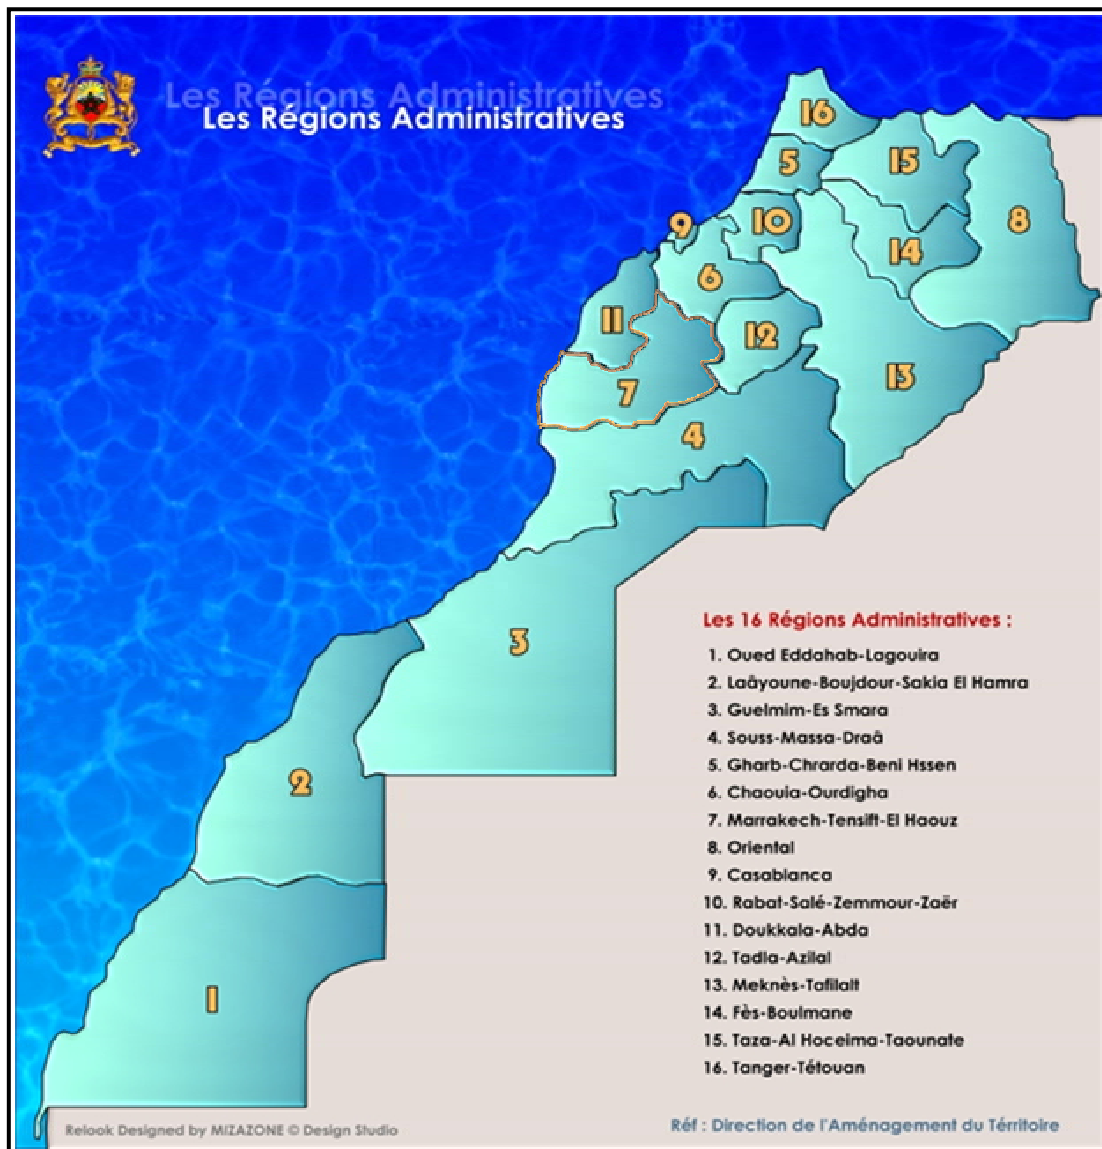 Les Régions Administratives
Les Régions Administratives
16
5
15
9
10
8
14
6
11
12
7
13
4
3
2
1
Les 16 Régions Administratives :
1. Oued Eddahab-Lagouira
2. Laâyoune-Boujdour-Sakia El Hamra
3. Guelmim-Es Smara
4. Souss-Massa-Draâ
5. Gharb-Chrarda-Beni Hssen
6. Chaouia-Ourdigha
7. Marrakech-Tensift-El Haouz
8. Oriental
9. Casablanca
10. Rabat-Salé-Zemmour-Zaër
11. Doukkala-Abda
12. Tadla-Azilal
13. Meknès-Tafilalt
14. Fès-Boulmane
15. Taza-Al Hoceima-Taounate
16. Tanger-Tétouan
Relook Designed by MIZAZONE © Design Studio
Réf : Direction de l'Aménagement du Térritoire